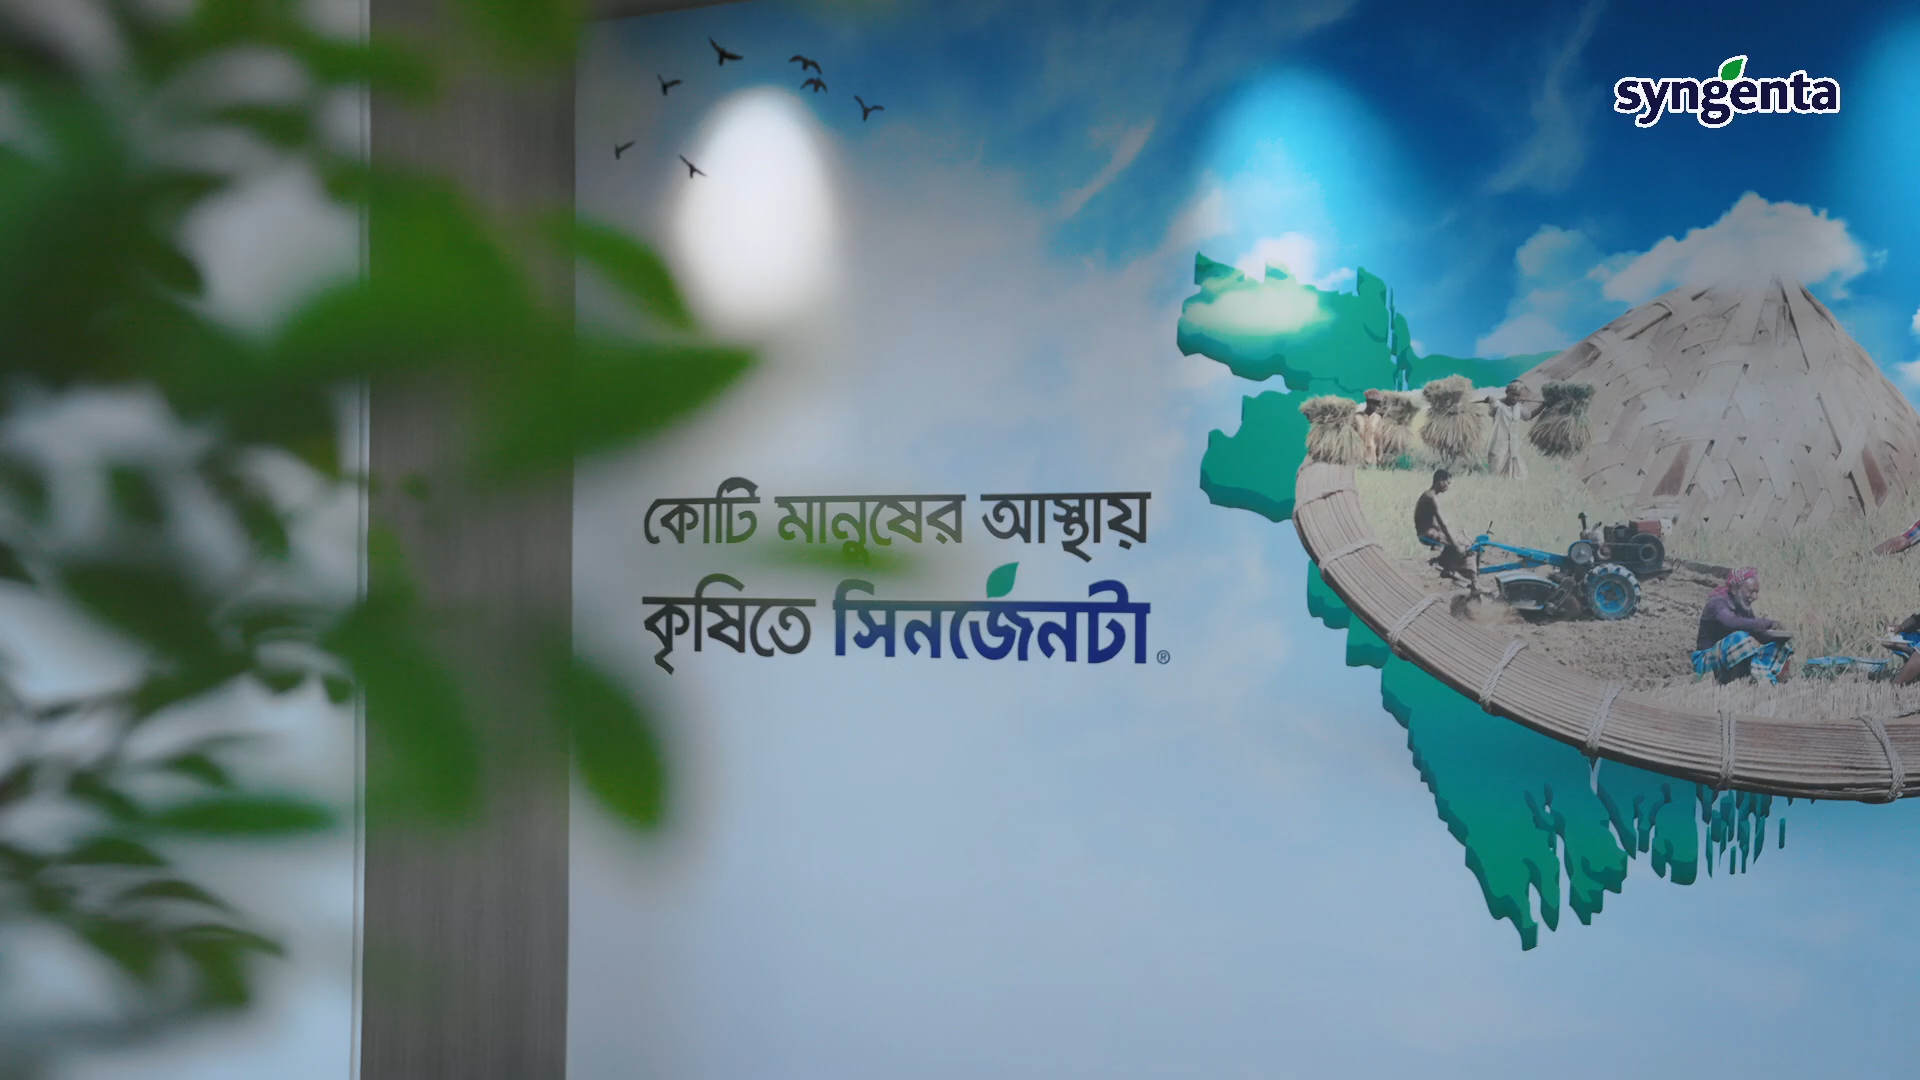 syngenta
কোটি মানুষের আস্থায়
কৃষিতে সিনজেনটা®